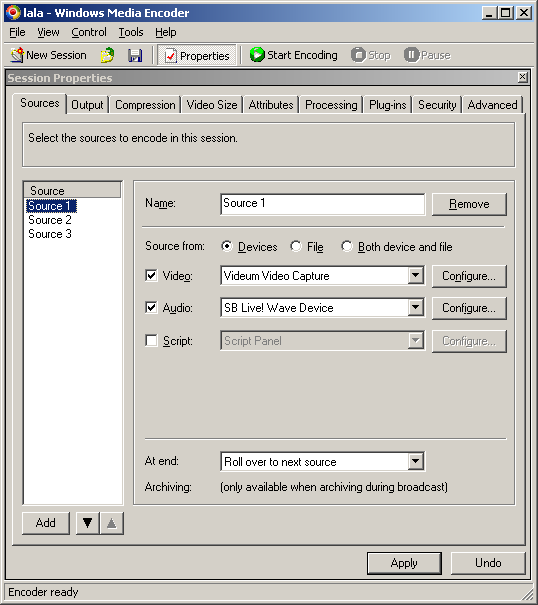 lala - Windows Media Encoder
File View Control Tools Help
New Session Properties Start Encoding Stop Pause
Session Properties
Sources Output Compression Video Size Attributes Processing Plug-ins Security Advanced
Select the sources to encode in this session.
Source
Source 1
Source 2
Source 3
Name: Source 1 Remove
Source from: Devices File Both device and file
Video: Videum Video Capture Configure...
Audio: SB Live! Wave Device Configure...
Script: Script Panel Configure...
At end: Roll over to next source
Archiving: (only available when archiving during broadcast)
Add
Apply Undo
Encoder ready